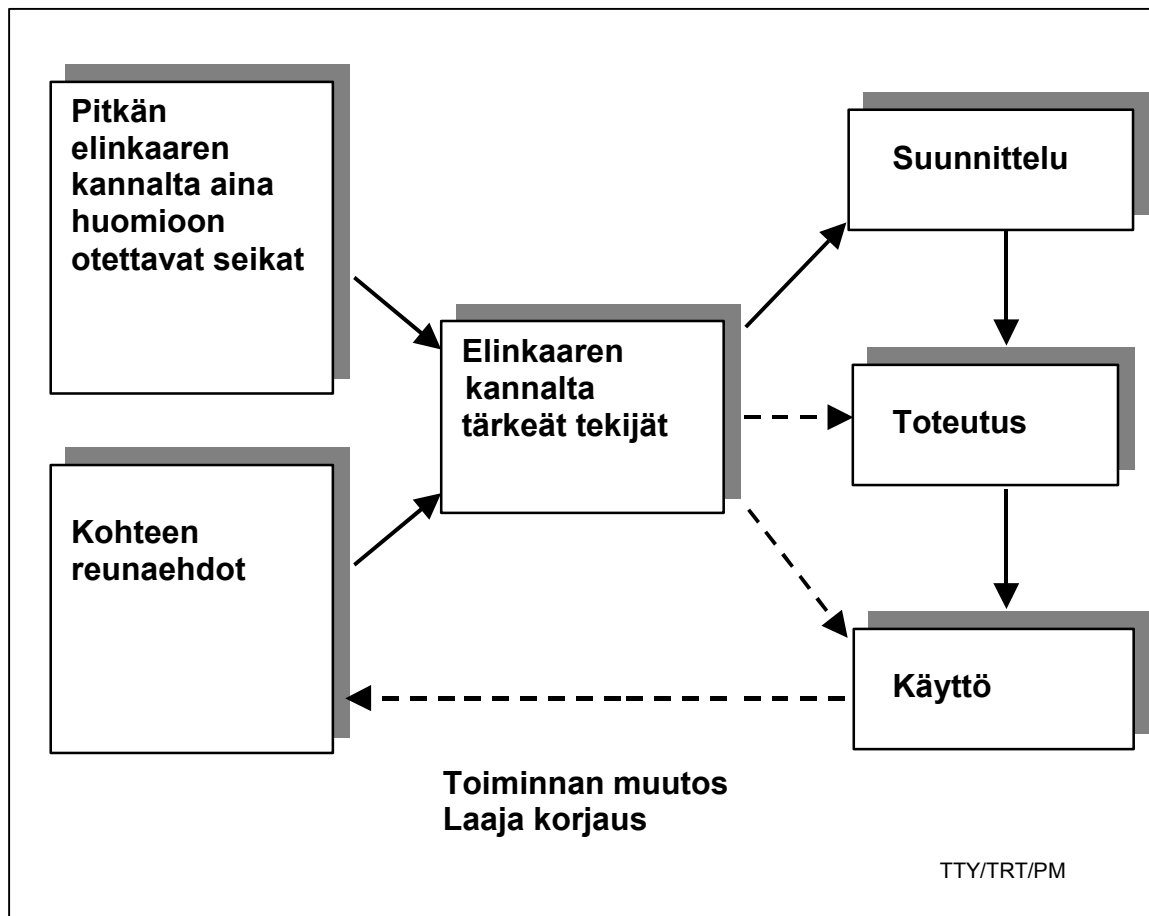 Pitkän
elinkaaren
kannalta aina
huomioon
otettavat seikat
Kohteen
reunaehdot
Elinkaaren
kannalta
tärkeät tekijät
Suunnittelu
Toteutus
Käyttö
Toiminnan muutos
Laaja korjaus
TTY/TRT/PM